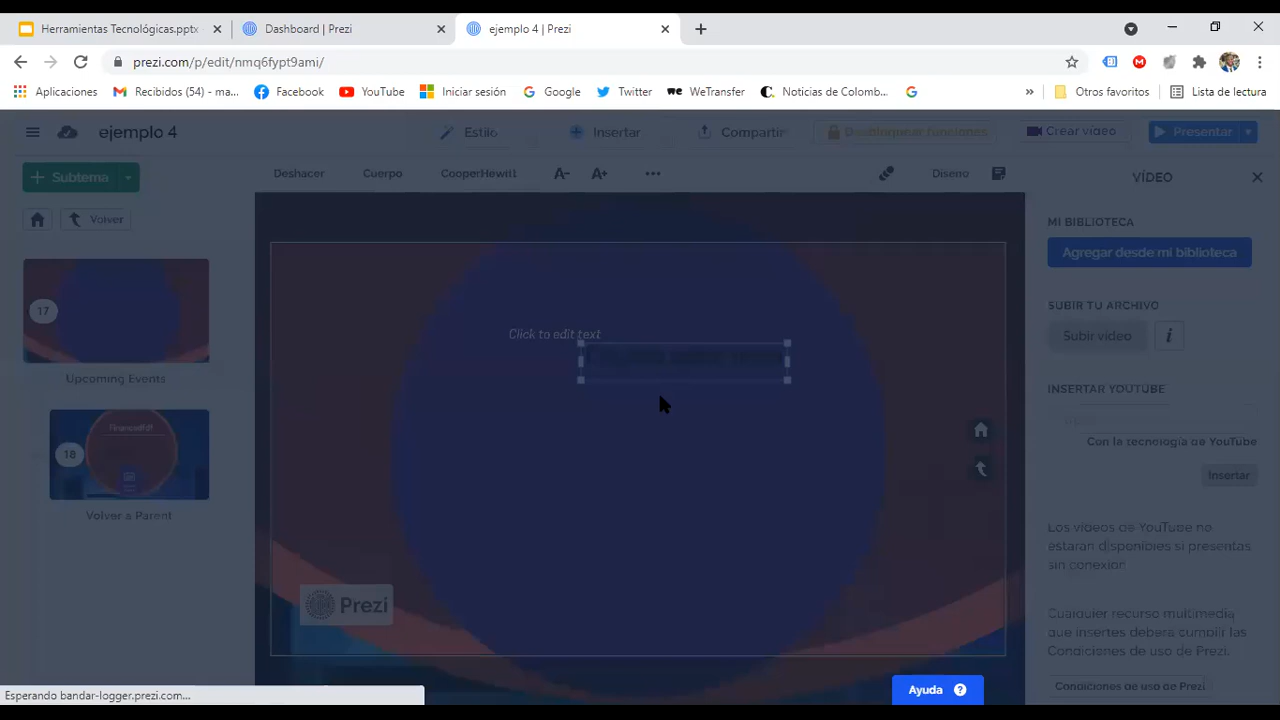 Herramientas Tecnológicas.pptx
Dashboard | Prezi
ejemplo 4 | Prezi
prezi.com/p/edit/nmq6fypt9ami/
Aplicaciones
Recibidos (54) - ma...
Facebook
YouTube
Iniciar sesión
Google
Twitter
WeTransfer
Noticias de Colomb...
»
Otros favoritos
Lista de lectura
ejemplo 4
Estilo
Insertar
Compartir
Desbloquear funciones
Crear vídeo
Presentar
Subtema
Deshacer
Cuerpo
CooperHewitt
A-
A+
Diseño
VÍDEO
Volver
MI BIBLIOTECA
Agregar desde mi biblioteca
17
Upcoming Events
SUBIR TU ARCHIVO
Subir vídeo
i
Click to edit text
INSERTAR YOUTUBE
Con la tecnología de YouTube
Insertar
18
Volver a Parent
Los vídeos de YouTube no
estarán disponibles si presentas
sin conexión.
Prezi
Cualquier recurso multimedia
que insertes deberá cumplir las
Condiciones de uso de Prezi.
Condiciones de uso de Prezi
Ayuda ?
Esperando bandar-logger.prezi.com...